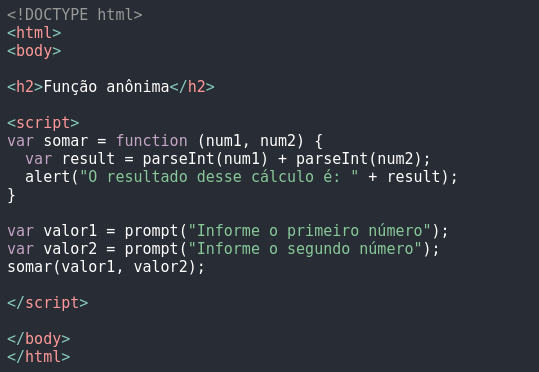 <!DOCTYPE html>
<html>
<body>

<h2>Função anônima</h2>

<script>
var somar = function (num1, num2) {
  var result = parseInt(num1) + parseInt(num2);
  alert("O resultado desse cálculo é: " + result);
}

var valor1 = prompt("Informe o primeiro número");
var valor2 = prompt("Informe o segundo número");
somar(valor1, valor2);

</script>

</body>
</html>